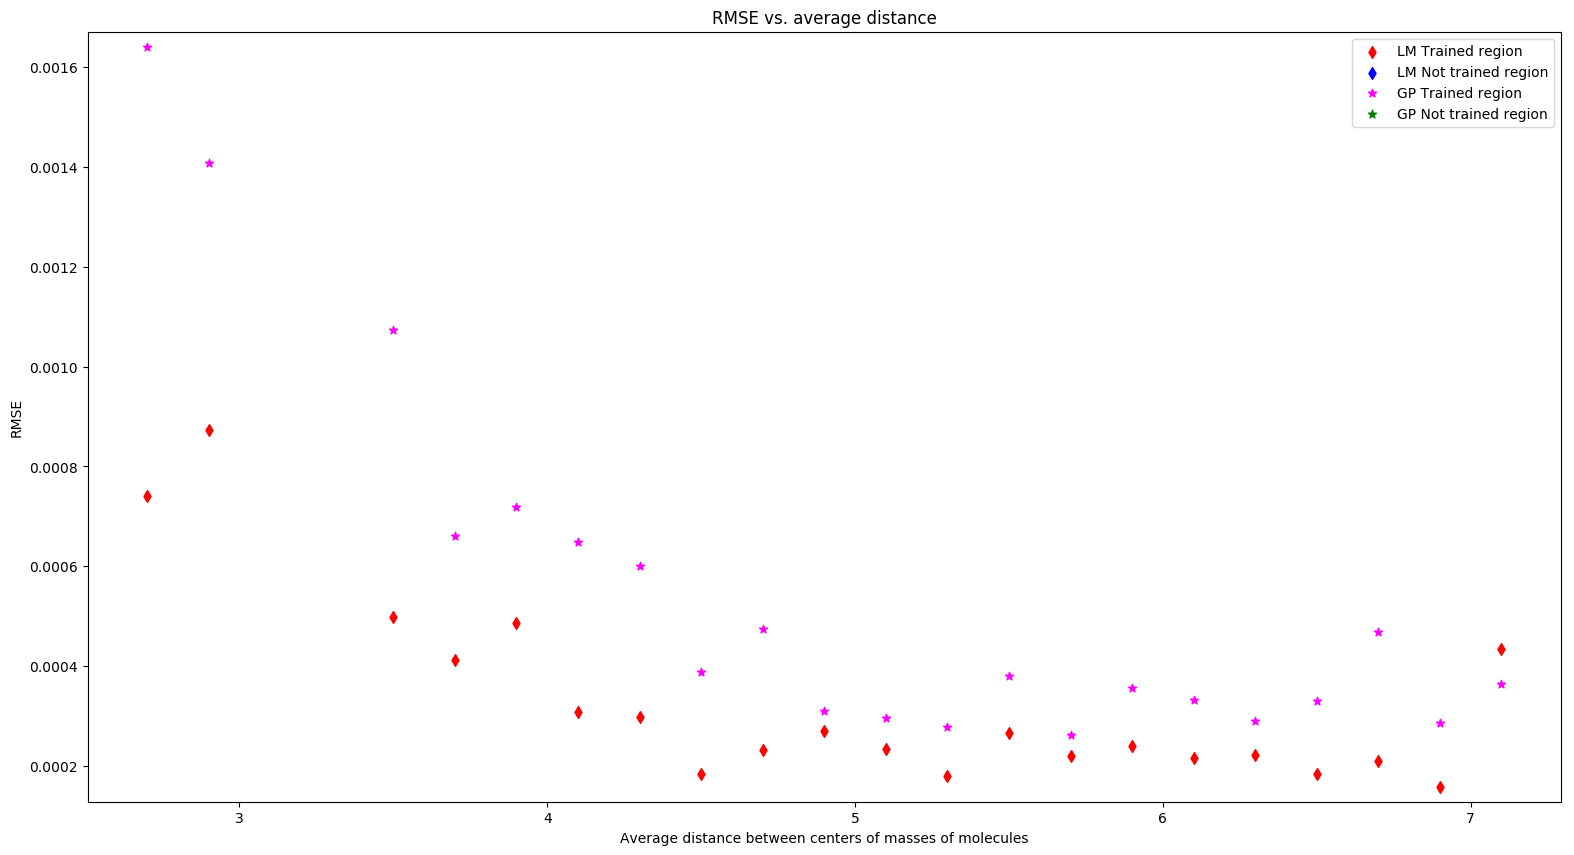 RMSE vs. average distance
LM Trained region
LM Not trained region
GP Trained region
GP Not trained region
0.0016
0.0014
0.0012
0.0010
0.0008
0.0006
0.0004
0.0002
RMSE
3 4 5 6 7
Average distance between centers of masses of molecules